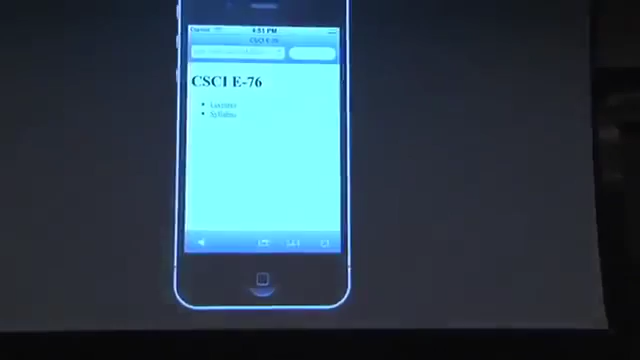 4:51 PM
CSCI E-76
CSCI E-76
Lectures
Syllabus